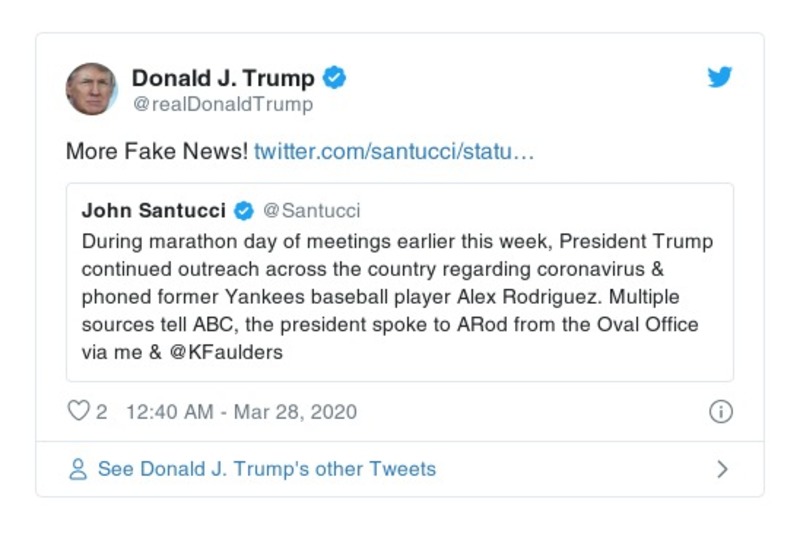 Donald J. Trump
@realDonaldTrump
More Fake News! twitter.com/santucci/statu…
John Santucci @Santucci
During marathon day of meetings earlier this week, President Trump
continued outreach across the country regarding coronavirus &
phoned former Yankees baseball player Alex Rodriguez. Multiple
sources tell ABC, the president spoke to ARod from the Oval Office
via me & @KFaulders
2 12:40 AM - Mar 28, 2020
See Donald J. Trump's other Tweets